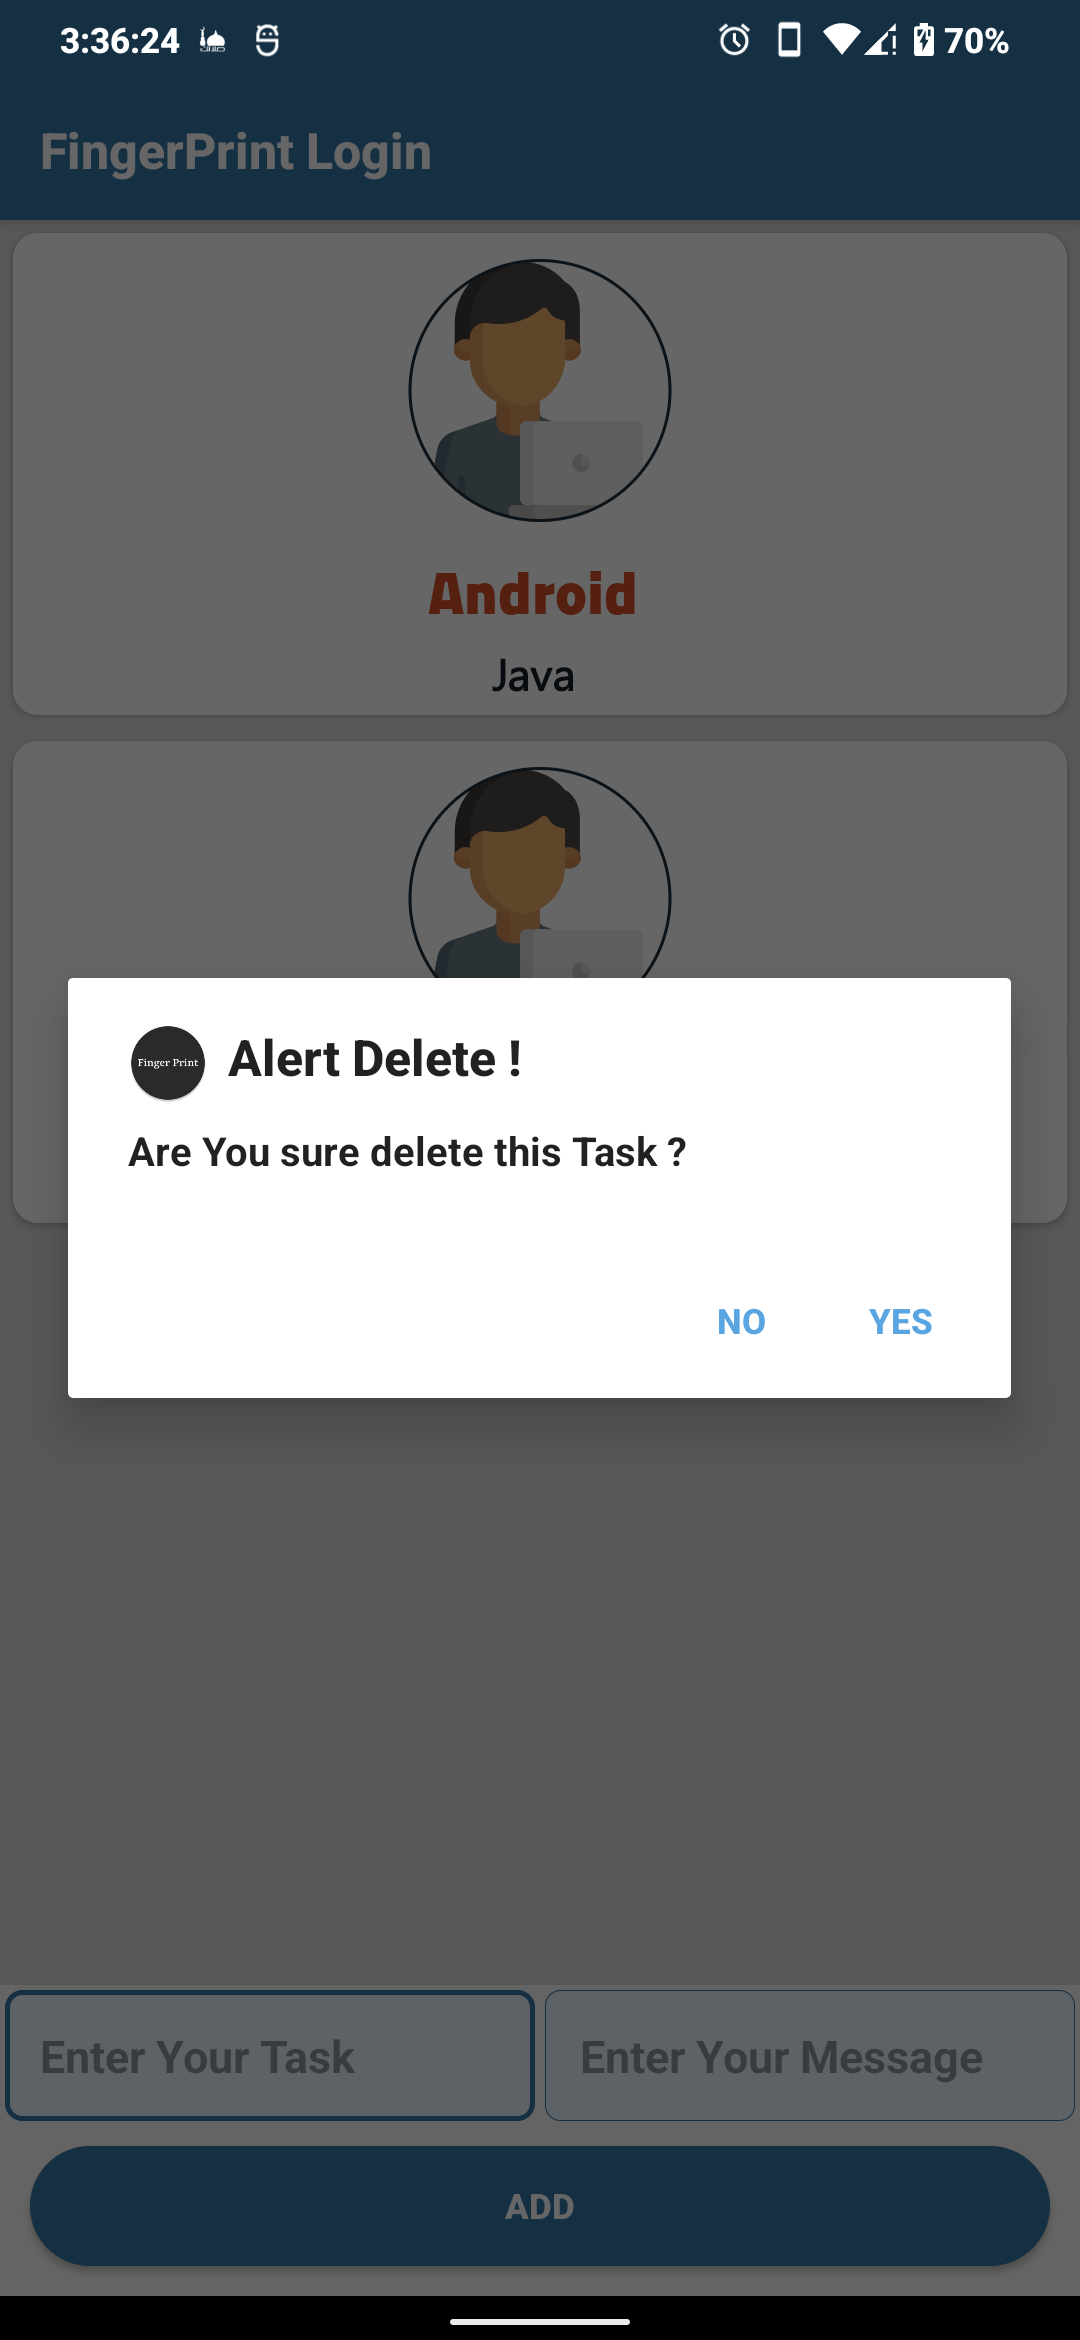 3:36:24
70%
FingerPrint Login
Android
Java
Finger Print
Alert Delete !
Are You sure delete this Task ?
NO
YES
Enter Your Task
Enter Your Message
ADD